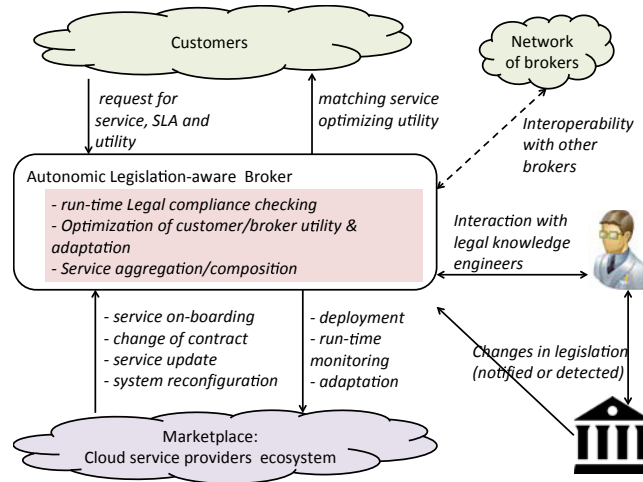 Customers
Network
of brokers
request for
service, SLA and
utility
matching service
optimizing utility
Interoperability
with other
brokers
Autonomic Legislation-aware Broker
- run-time Legal compliance checking
- Optimization of customer/broker utility &
adaptation
- Service aggregation/composition
Interaction with
legal knowledge
engineers
- service on-boarding
- change of contract
- service update
- system reconfiguration
- deployment
- run-time
monitoring
- adaptation
Changes in legislation
(notified or detected)
Marketplace:
Cloud service providers ecosystem